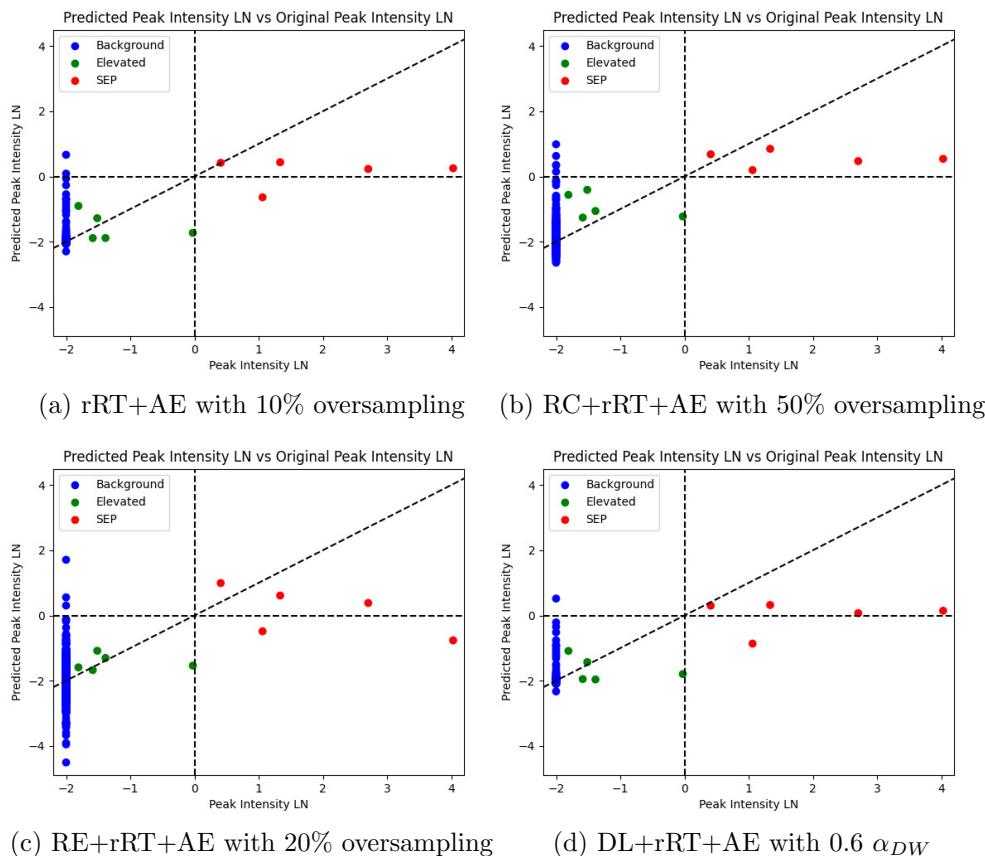 Predicted Peak Intensity LN vs Original Peak Intensity LN
Background
Elevated
SEP
Predicted Peak Intensity LN
4
2
0
−2
−4
−2 −1 0 1 2 3 4
Peak Intensity LN
(a) rRT+AE with 10% oversampling
Predicted Peak Intensity LN vs Original Peak Intensity LN
Background
Elevated
SEP
Predicted Peak Intensity LN
4
2
0
−2
−4
−2 −1 0 1 2 3 4
Peak Intensity LN
(b) RC+rRT+AE with 50% oversampling
Predicted Peak Intensity LN vs Original Peak Intensity LN
Background
Elevated
SEP
Predicted Peak Intensity LN
4
2
0
−2
−4
−2 −1 0 1 2 3 4
Peak Intensity LN
(c) RE+rRT+AE with 20% oversampling
Predicted Peak Intensity LN vs Original Peak Intensity LN
Background
Elevated
SEP
Predicted Peak Intensity LN
4
2
0
−2
−4
−2 −1 0 1 2 3 4
Peak Intensity LN
(d) DL+rRT+AE with 0.6 α_DW